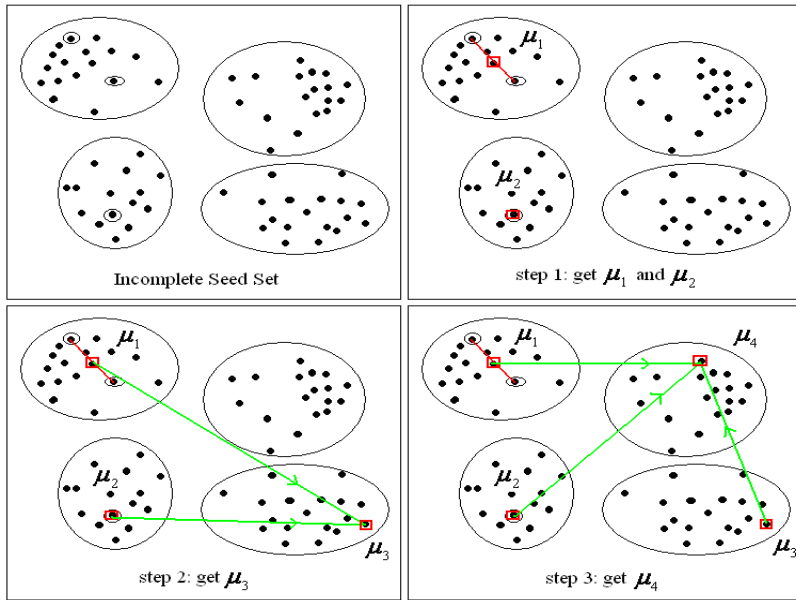 Incomplete Seed Set
μ₁
μ₂
step 1: get μ₁ and μ₂
μ₁
μ₂
μ₃
step 2: get μ₃
μ₁
μ₄
μ₂
μ₃
step 3: get μ₄